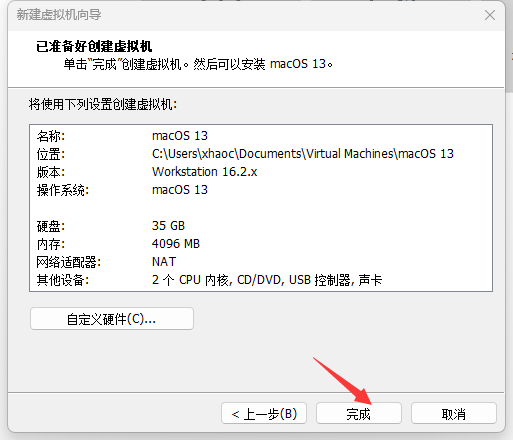 新建虚拟机向导
已准备好创建虚拟机
单击“完成”创建虚拟机。然后可以安装 macOS 13。
将使用下列设置创建虚拟机:
名称: macOS 13
位置: C:\Users\xhaoc\Documents\Virtual Machines\macOS 13
版本: Workstation 16.2.x
操作系统: macOS 13
硬盘: 35 GB
内存: 4096 MB
网络适配器: NAT
其他设备: 2 个 CPU 内核, CD/DVD, USB 控制器, 声卡
自定义硬件(C)...
< 上一步(B) 完成 取消